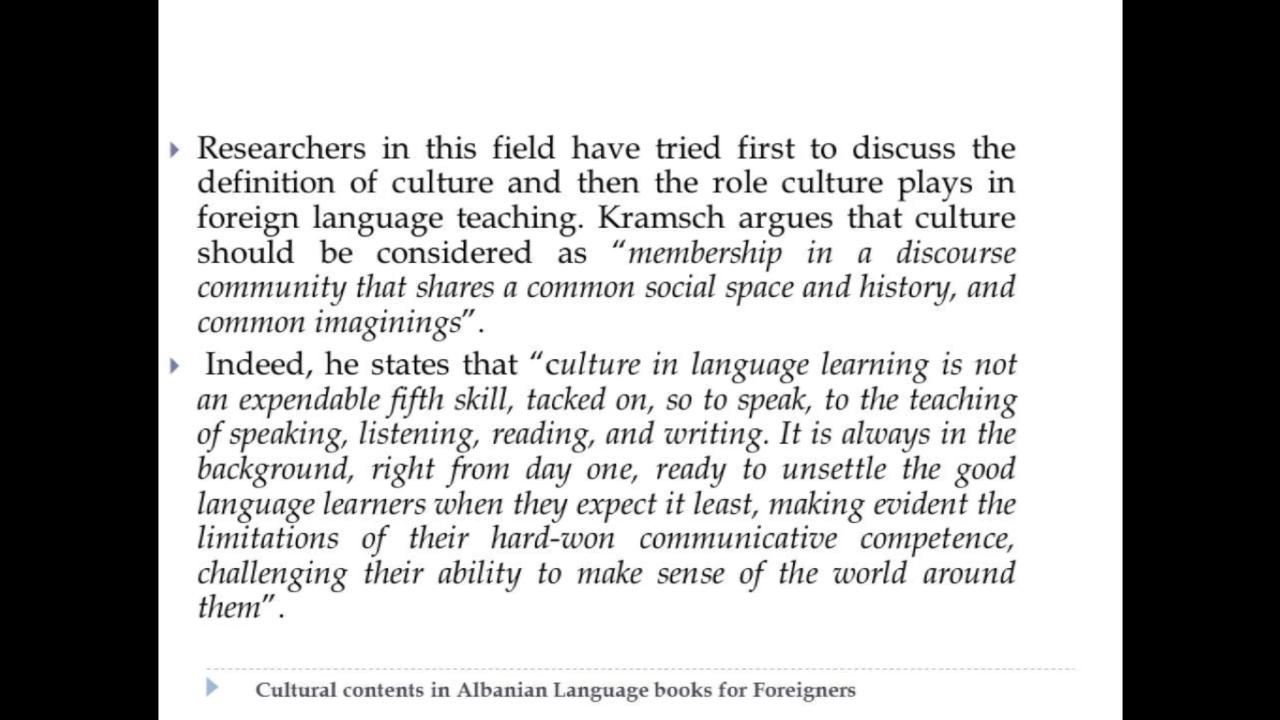 Researchers in this field have tried first to discuss the
definition of culture and then the role culture plays in
foreign language teaching. Kramsch argues that culture
should be considered as “membership in a discourse
community that shares a common social space and history, and
common imaginings”.
Indeed, he states that “culture in language learning is not
an expendable fifth skill, tacked on, so to speak, to the teaching
of speaking, listening, reading, and writing. It is always in the
background, right from day one, ready to unsettle the good
language learners when they expect it least, making evident the
limitations of their hard-won communicative competence,
challenging their ability to make sense of the world around
them”.
Cultural contents in Albanian Language books for Foreigners